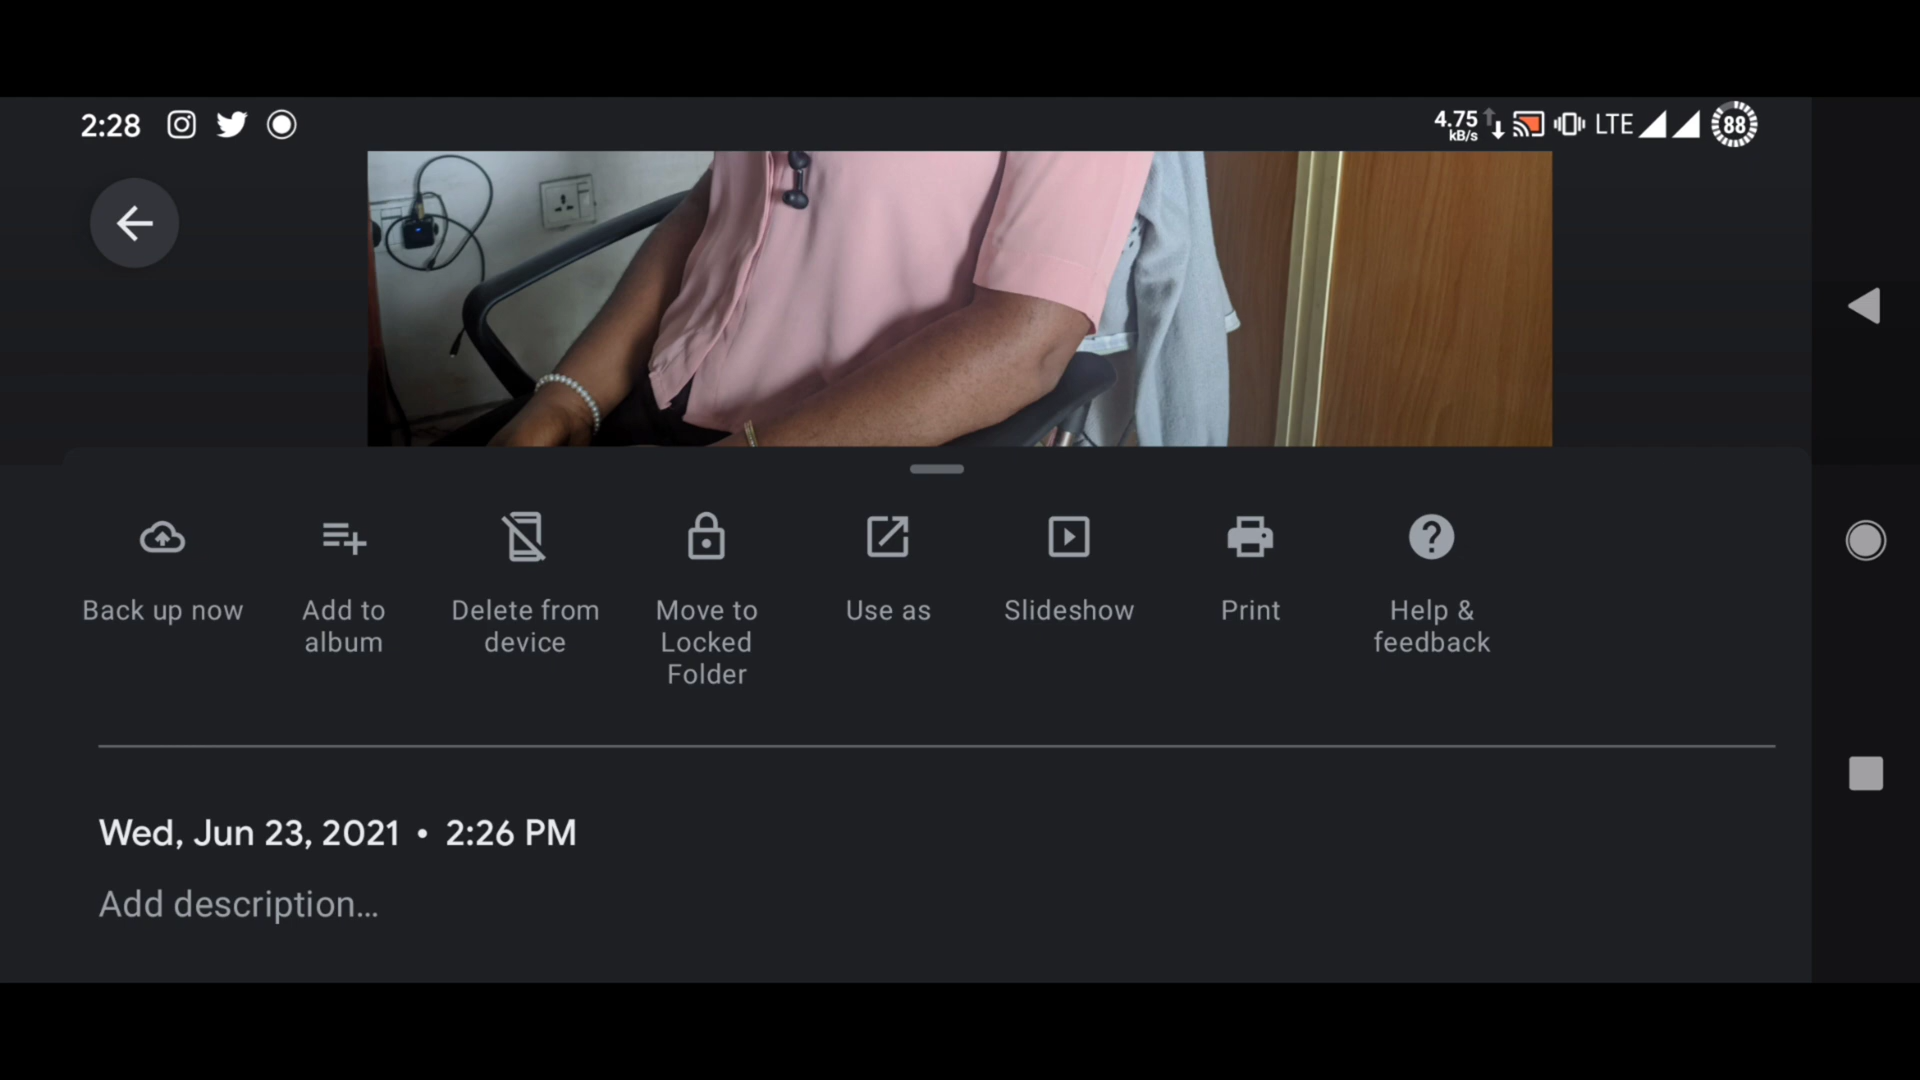 2:28
4.75
kB/s
LTE
88
Back up now
Add to
album
Delete from
device
Move to
Locked
Folder
Use as
Slideshow
Print
Help &
feedback
Wed, Jun 23, 2021 • 2:26 PM
Add description...